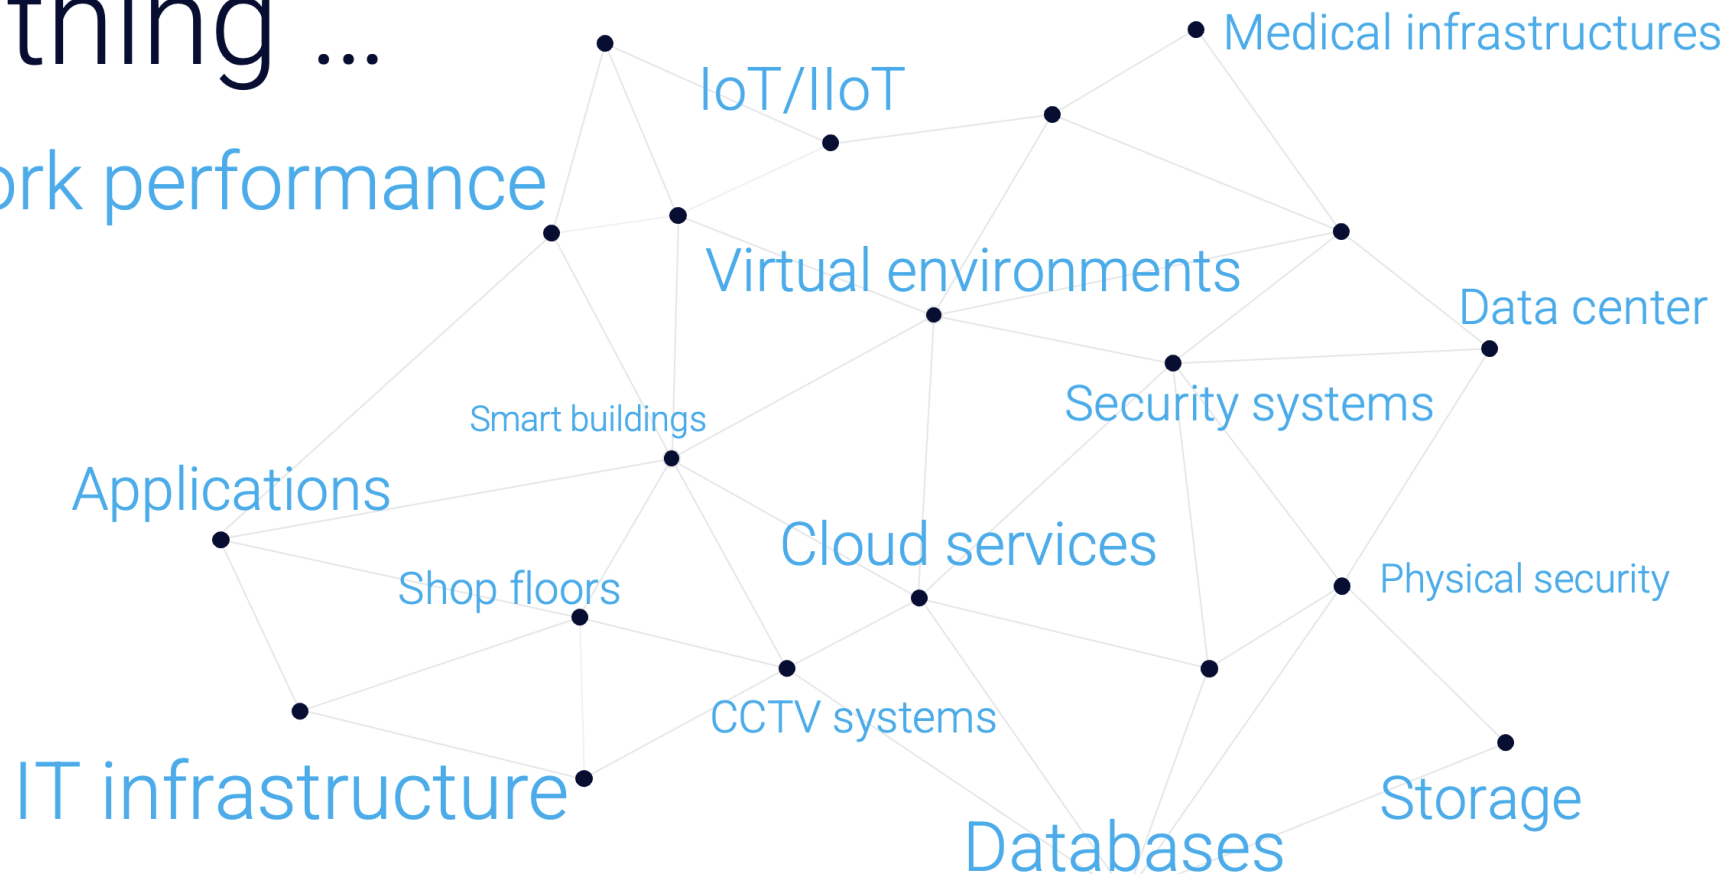 thing ...
Medical infrastructures
IoT/IIoT
ork performance
Virtual environments
Data center
Security systems
Smart buildings
Applications
Cloud services
Shop floors
Physical security
CCTV systems
IT infrastructure
Storage
Databases